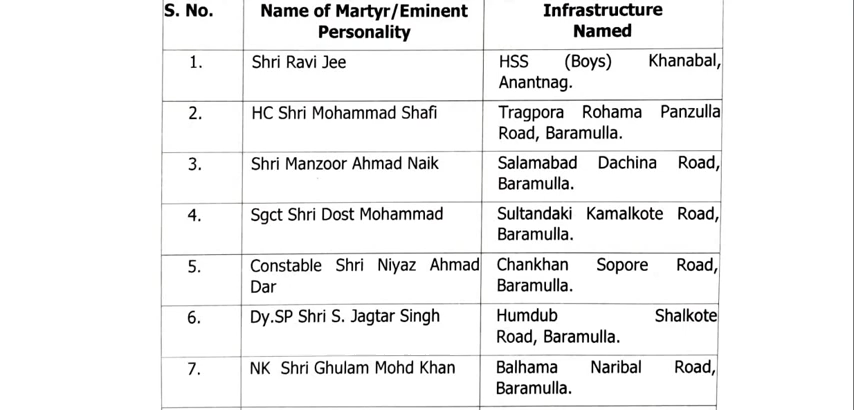 S. No. Name of Martyr/Eminent Personality Infrastructure Named
1. Shri Ravi Jee HSS (Boys) Khanabal,
Anantnag.
2. HC Shri Mohammad Shafi Tragpora Rohama Panzulla
Road, Baramulla.
3. Shri Manzoor Ahmad Naik Salamabad Dachina Road,
Baramulla.
4. Sgct Shri Dost Mohammad Sultandaki Kamalkote Road,
Baramulla.
5. Constable Shri Niyaz Ahmad Dar Chankhan Sopore Road,
Baramulla.
6. Dy.SP Shri S. Jagtar Singh Humdub Shalkote
Road, Baramulla.
7. NK Shri Ghulam Mohd Khan Balhama Naribal Road,
Baramulla.